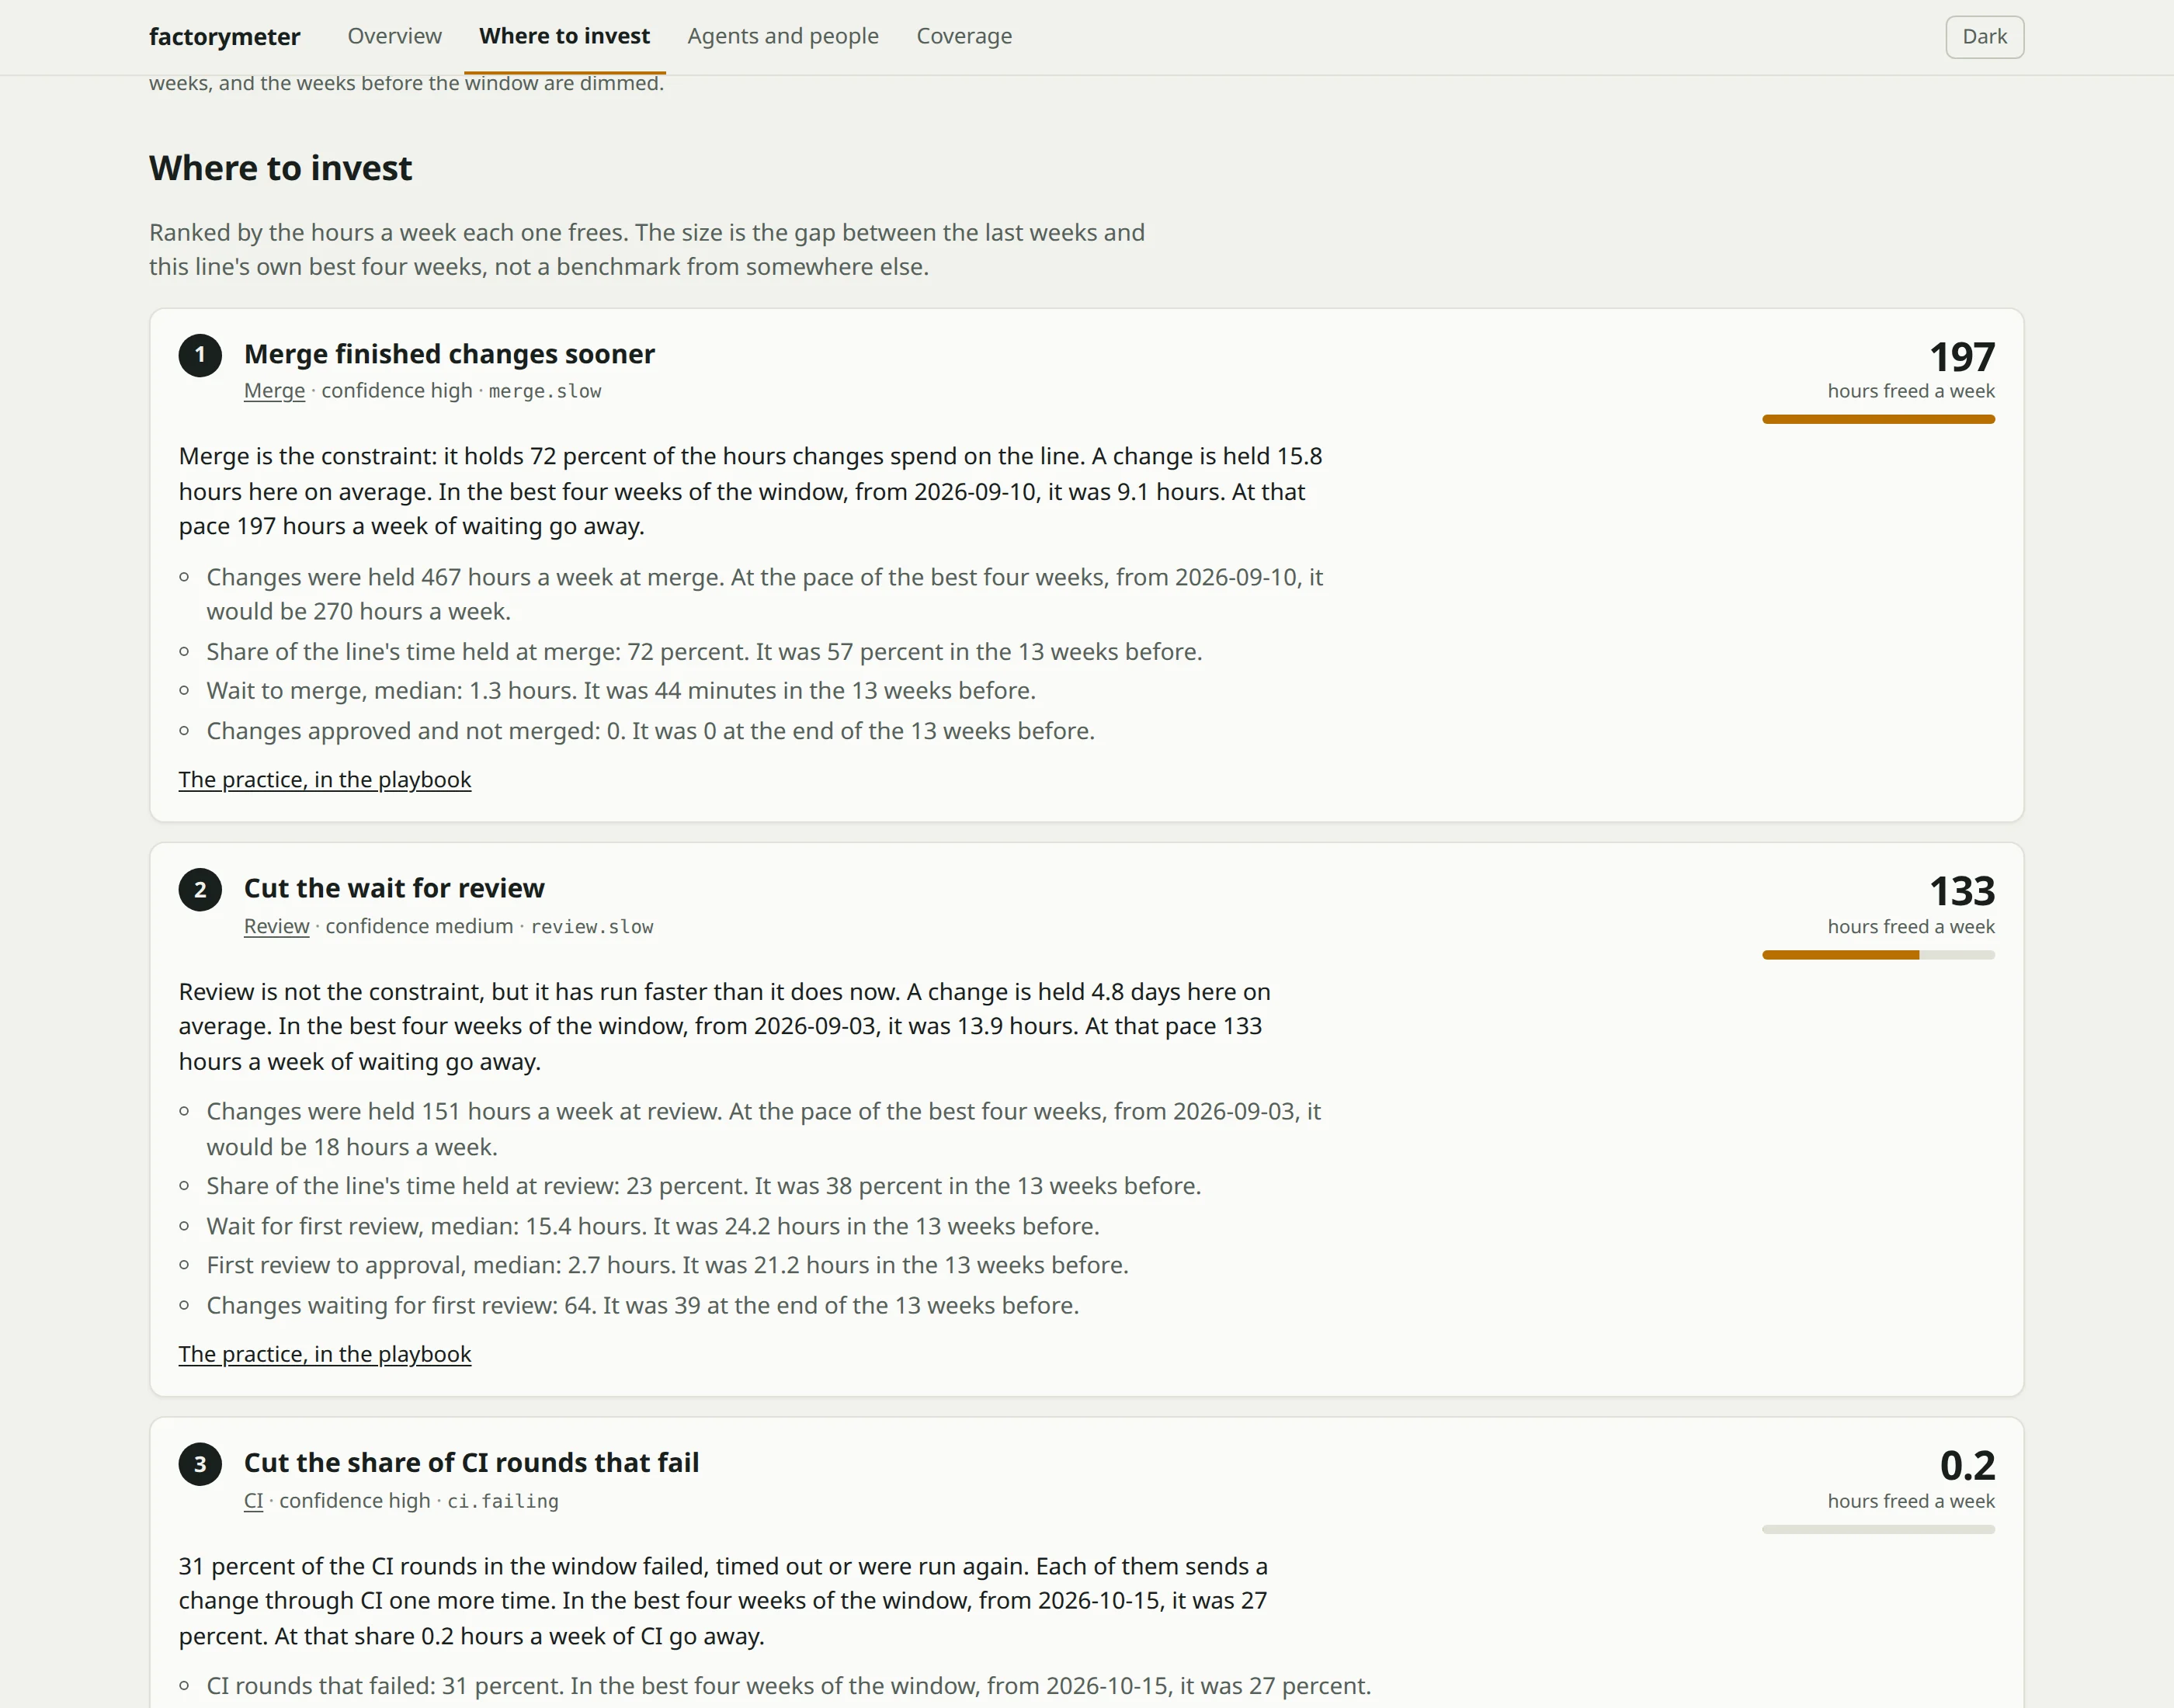 factorymeter Overview Where to invest Agents and people Coverage Dark
weeks, and the weeks before the window are dimmed.
Where to invest
Ranked by the hours a week each one frees. The size is the gap between the last weeks and
this line's own best four weeks, not a benchmark from somewhere else.
1 Merge finished changes sooner
Merge · confidence high · merge.slow
197
hours freed a week
Merge is the constraint: it holds 72 percent of the hours changes spend on the line. A change is held 15.8
hours here on average. In the best four weeks of the window, from 2026-09-10, it was 9.1 hours. At that
pace 197 hours a week of waiting go away.
Changes were held 467 hours a week at merge. At the pace of the best four weeks, from 2026-09-10, it
would be 270 hours a week.
Share of the line's time held at merge: 72 percent. It was 57 percent in the 13 weeks before.
Wait to merge, median: 1.3 hours. It was 44 minutes in the 13 weeks before.
Changes approved and not merged: 0. It was 0 at the end of the 13 weeks before.
The practice, in the playbook
2 Cut the wait for review
Review · confidence medium · review.slow
133
hours freed a week
Review is not the constraint, but it has run faster than it does now. A change is held 4.8 days here on
average. In the best four weeks of the window, from 2026-09-03, it was 13.9 hours. At that pace 133
hours a week of waiting go away.
Changes were held 151 hours a week at review. At the pace of the best four weeks, from 2026-09-03, it
would be 18 hours a week.
Share of the line's time held at review: 23 percent. It was 38 percent in the 13 weeks before.
Wait for first review, median: 15.4 hours. It was 24.2 hours in the 13 weeks before.
First review to approval, median: 2.7 hours. It was 21.2 hours in the 13 weeks before.
Changes waiting for first review: 64. It was 39 at the end of the 13 weeks before.
The practice, in the playbook
3 Cut the share of CI rounds that fail
CI · confidence high · ci.failing
0.2
hours freed a week
31 percent of the CI rounds in the window failed, timed out or were run again. Each of them sends a
change through CI one more time. In the best four weeks of the window, from 2026-10-15, it was 27
percent. At that share 0.2 hours a week of CI go away.
CI rounds that failed: 31 percent. In the best four weeks of the window, from 2026-10-15, it was 27 percent.